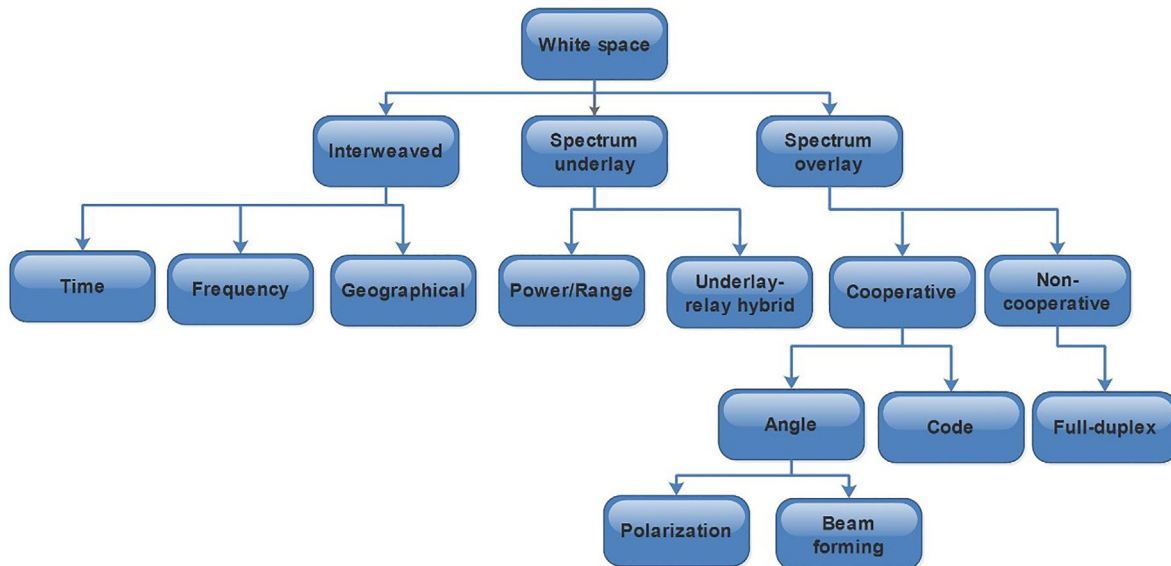 White space
Interweaved
Spectrum
underlay
Spectrum
overlay
Time
Frequency
Geographical
Power/Range
Underlay-
relay hybrid
Cooperative
Non-
cooperative
Angle
Code
Full-duplex
Polarization
Beam
forming